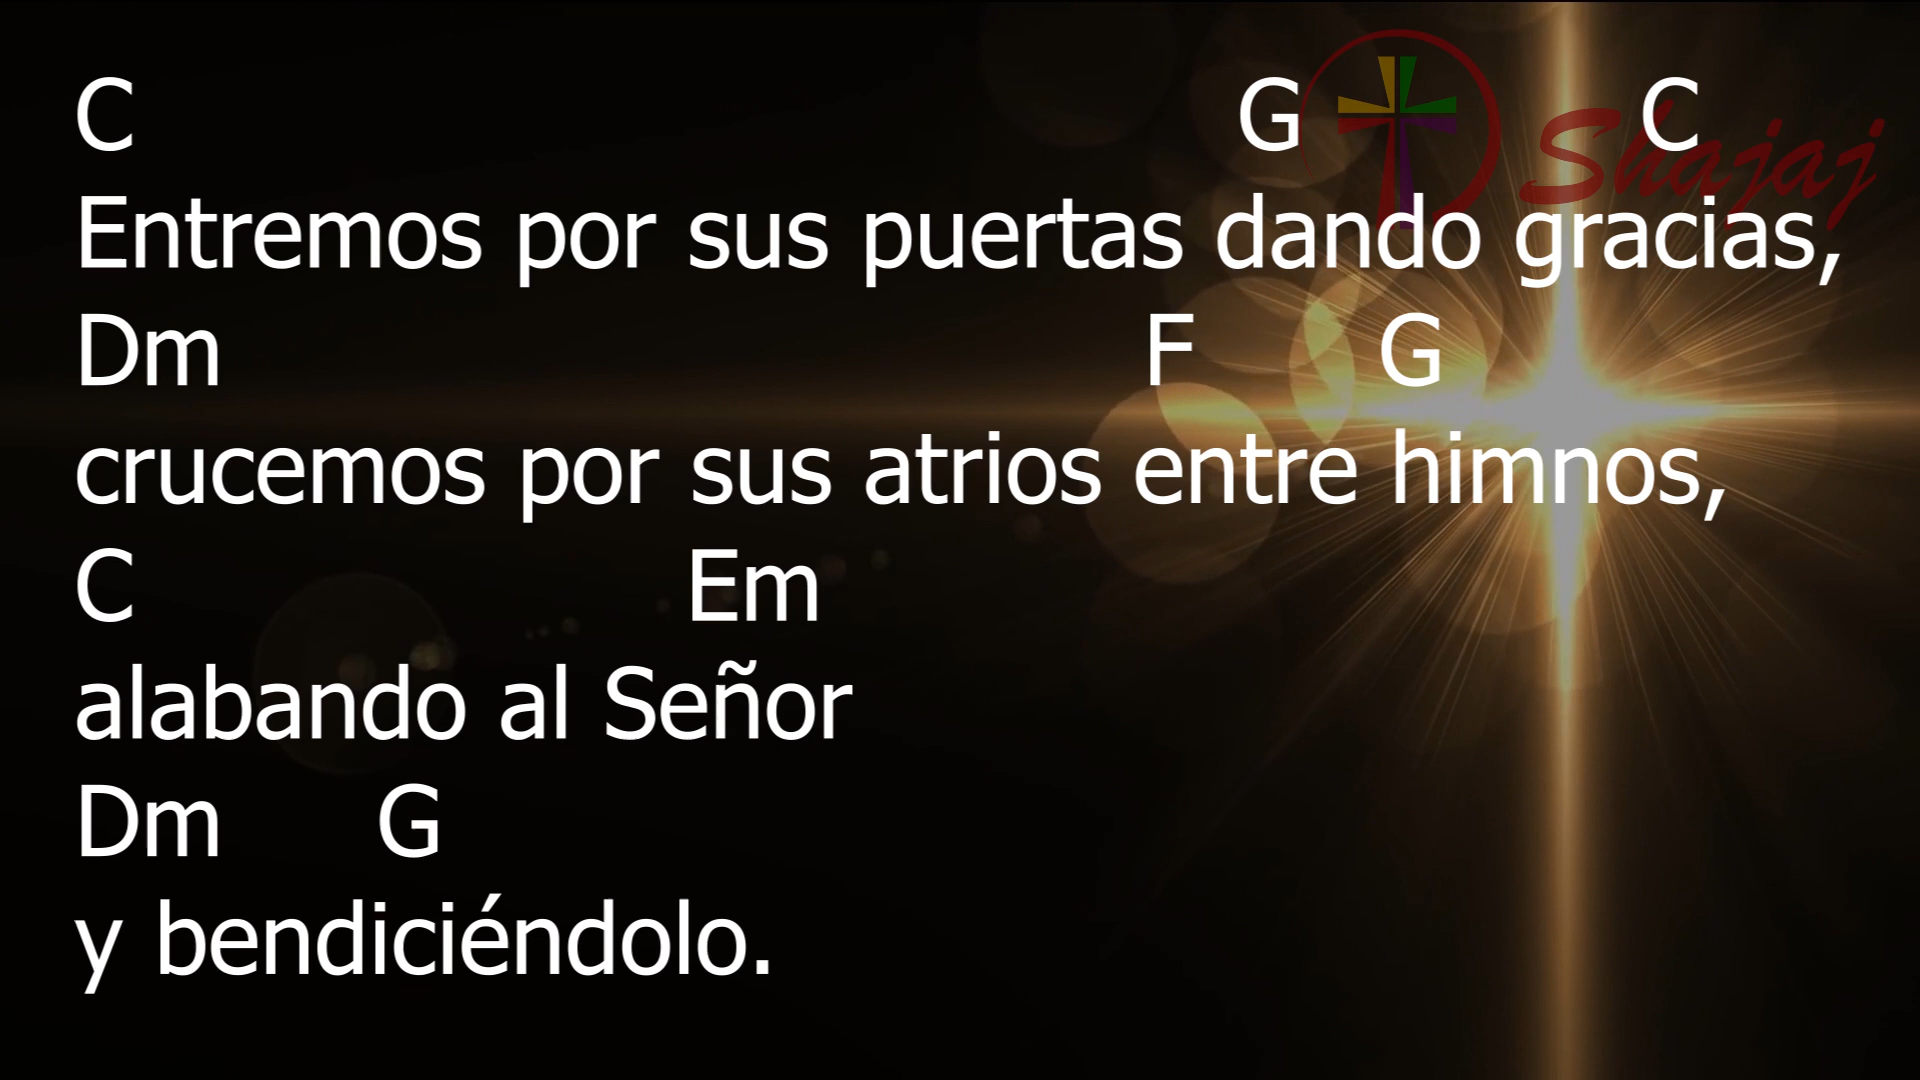 C G C
Shajaj
Entremos por sus puertas dando gracias,
Dm F G
crucemos por sus atrios entre himnos,
C Em
alabando al Señor
Dm G
y bendiciéndolo.